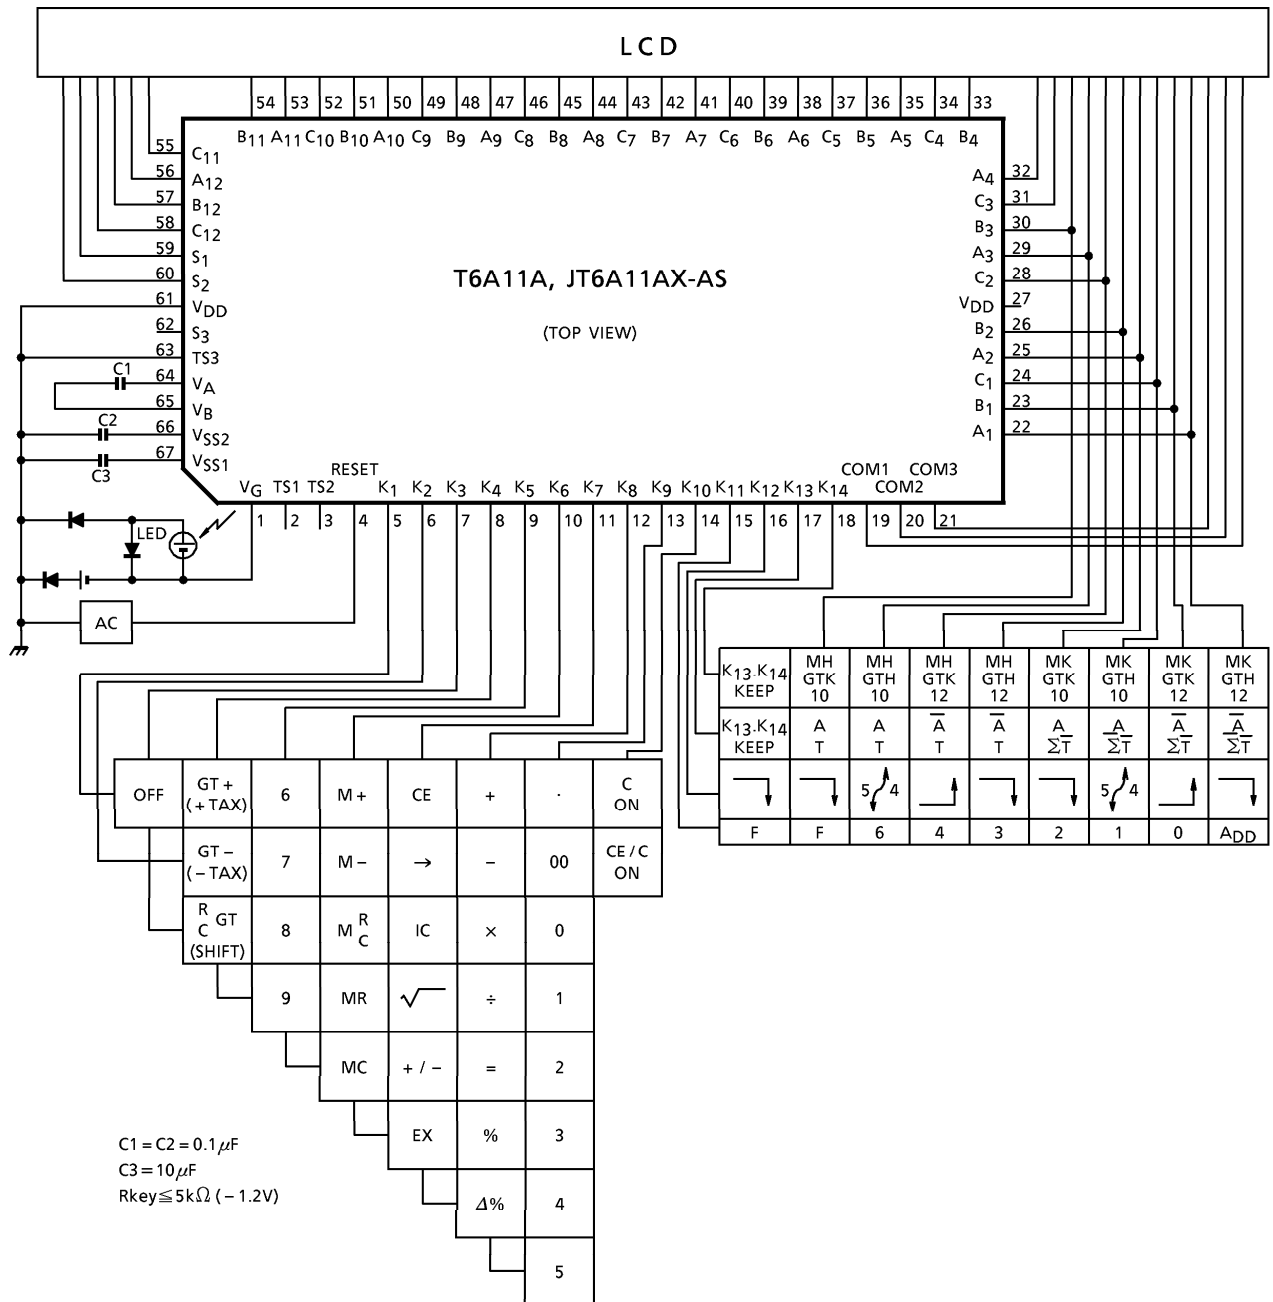 LCD
54 53 52 51 50 49 48 47 46 45 44 43 42 41 40 39 38 37 36 35 34 33
B11 A11 C10 B10 A10 C9 B9 A9 C8 B8 A8 C7 B7 A7 C6 B6 A6 C5 B5 A5 C4 B4
55 C11
56 A12
57 B12
58 C12
59 S1
60 S2
61 VDD
62 S3
63 TS3
C1 64 VA
65 VB
C2 66 VSS2
C3 67 VSS1
T6A11A, JT6A11AX-AS
(TOP VIEW)
A4 32
C3 31
B3 30
A3 29
C2 28
VDD 27
B2 26
A2 25
C1 24
B1 23
A1 22
RESET COM1 COM3
VG TS1 TS2 K1 K2 K3 K4 K5 K6 K7 K8 K9 K10 K11 K12 K13 K14 COM2
1 2 3 4 5 6 7 8 9 10 11 12 13 14 15 16 17 18 19 20 21
LED
AC
K13·K14 MH MH MH MH MK MK MK MK
KEEP GTK GTH GTK GTH GTK GTH GTK GTH
10 10 12 12 10 10 12 12
K13·K14 A A A̅ A̅ A A A̅ A̅
KEEP T T T T Σ̅T̅ Σ̅T̅ Σ̅T̅ Σ̅T̅
5 4 5 4
F F 6 4 3 2 1 0 ADD
OFF GT+ 6 M+ CE + · C
(+TAX) ON
GT− 7 M− → − 00 CE/C
(−TAX) ON
R
C GT 8 M R C IC × 0
(SHIFT)
9 MR √ ÷ 1
MC +/− = 2
EX % 3
Δ% 4
5
C1=C2=0.1μF
C3=10μF
Rkey≦5kΩ(−1.2V)